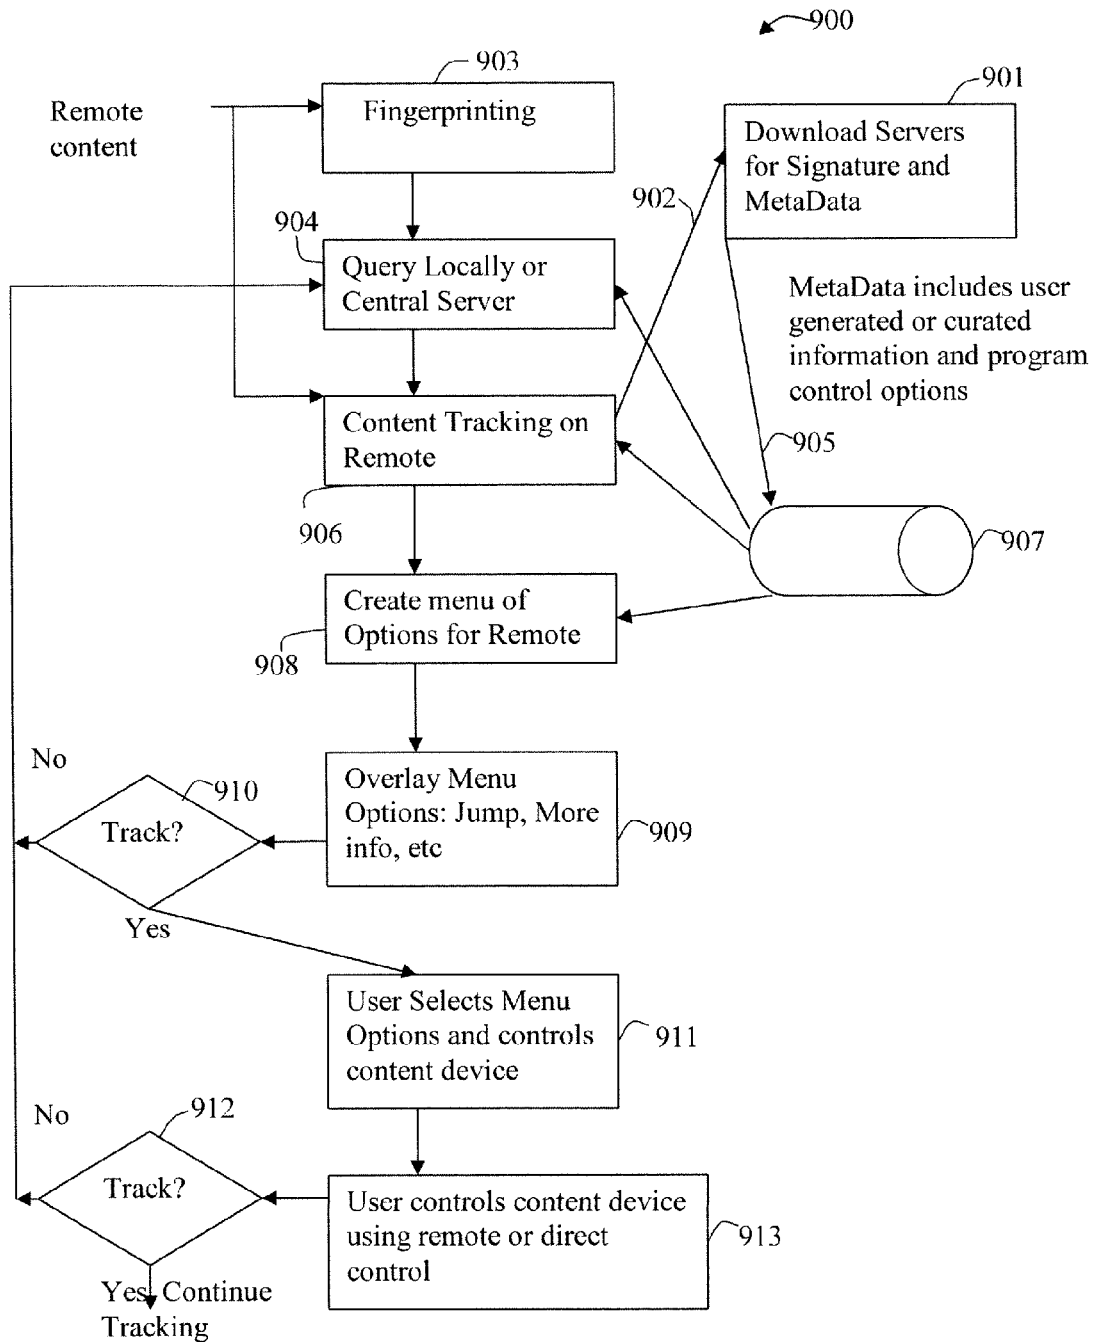 900
903
901
Remote
content
Fingerprinting
Download Servers
for Signature and
MetaData
902
904
Query Locally or
Central Server
MetaData includes user
generated or curated
information and program
control options
Content Tracking on
Remote
905
906
907
Create menu of
Options for Remote
908
No
910
Track?
Overlay Menu
Options: Jump, More
info, etc
909
Yes
User Selects Menu
Options and controls
content device
911
No
912
Track?
User controls content device
using remote or direct
control
913
Yes Continue
Tracking